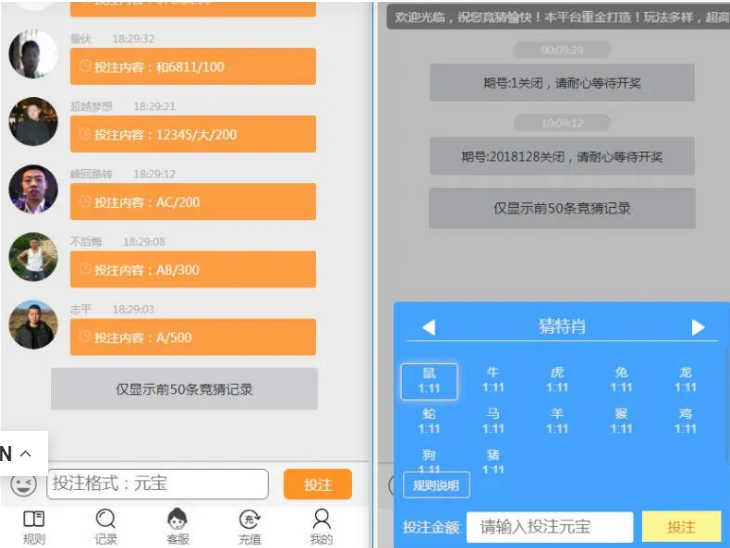 量伏 18:29:32
投注内容：和6811/100
超越梦想 18:29:21
投注内容：12345/大/200
峰回路转 18:29:12
投注内容：AC/200
不后悔 18:29:08
投注内容：AB/300
志平 18:29:03
投注内容：A/500
仅显示前50条竞猜记录
N
投注格式：元宝
投注
规则 记录 客服 充值 我的
欢迎光临，祝您竞猜愉快！本平台重金打造！玩法多样，超高
00:09:29
期号:1关闭，请耐心等待开奖
10:09:12
期号:2018128关闭，请耐心等待开奖
仅显示前50条竞猜记录
猜特肖
鼠 牛 虎 兔 龙
1:11 1:11 1:11 1:11 1:11
蛇 马 羊 猴 鸡
1:11 1:11 1:11 1:11 1:11
狗 猪
1:11 1:11
规则说明
投注金额: 请输入投注元宝 投注